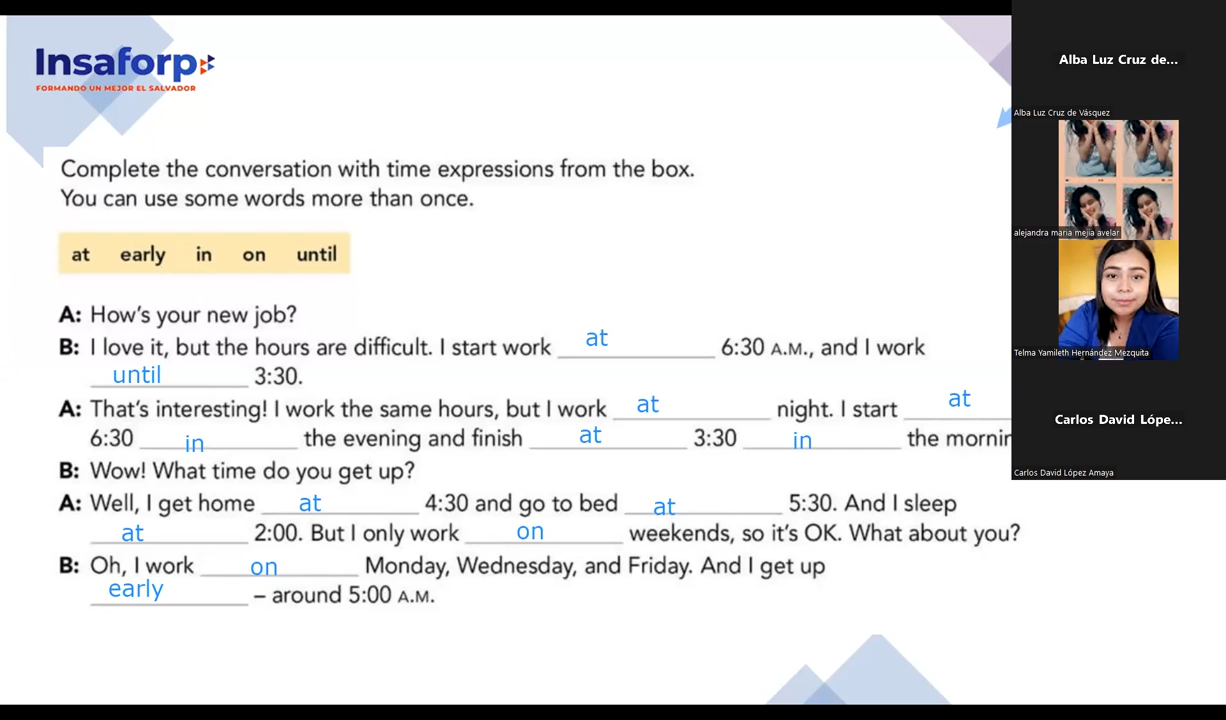 Insaforp
FORMANDO UN MEJOR EL SALVADOR
Complete the conversation with time expressions from the box.
You can use some words more than once.
at early in on until
A: How's your new job?
B: I love it, but the hours are difficult. I start work at 6:30 A.M., and I work
until 3:30.
A: That's interesting! I work the same hours, but I work at night. I start at
6:30 in the evening and finish at 3:30 in the mornin
B: Wow! What time do you get up?
A: Well, I get home at 4:30 and go to bed at 5:30. And I sleep
at 2:00. But I only work on weekends, so it's OK. What about you?
B: Oh, I work on Monday, Wednesday, and Friday. And I get up
early – around 5:00 A.M.
Alba Luz Cruz de...
Alba Luz Cruz de Vásquez
alejandra maria mejia avelar
Telma Yamileth Hernández Mezquita
Carlos David Lópe...
Carlos David López Amaya